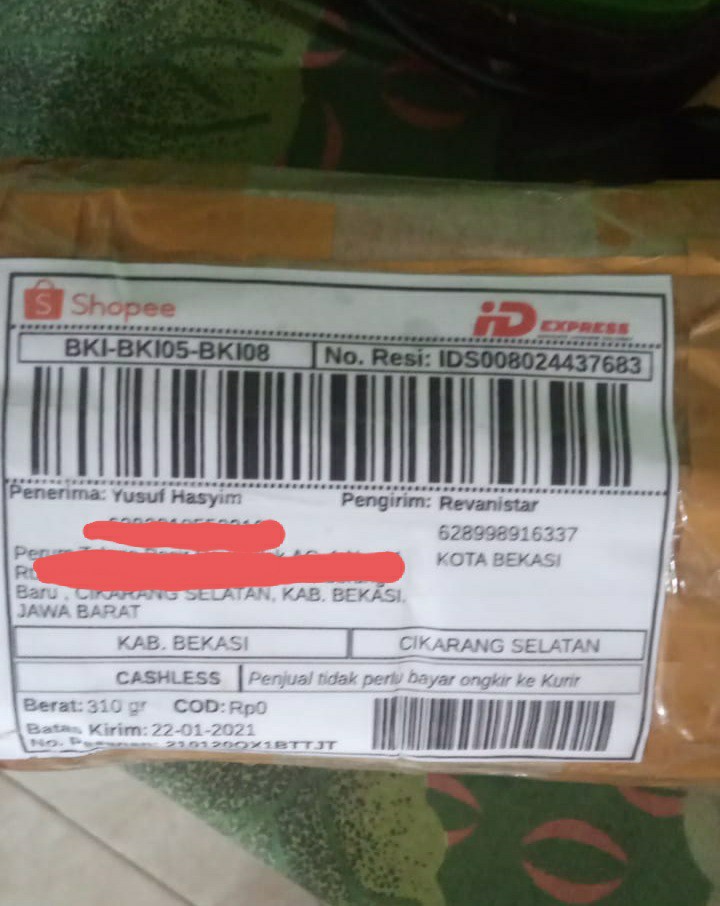 Shopee
iD EXPRESS
BKI-BKI05-BKI08
No. Resi: IDS008024437683
Penerima: Yusuf Hasyim
Pengirim: Revanistar
628998916337
KOTA BEKASI
Baru , CIKARANG SELATAN, KAB. BEKASI,
JAWA BARAT
KAB. BEKASI
CIKARANG SELATAN
CASHLESS
Penjual tidak perlu bayar ongkir ke Kurir
Berat: 310 gr COD: Rp0
Batas Kirim: 22-01-2021
No.